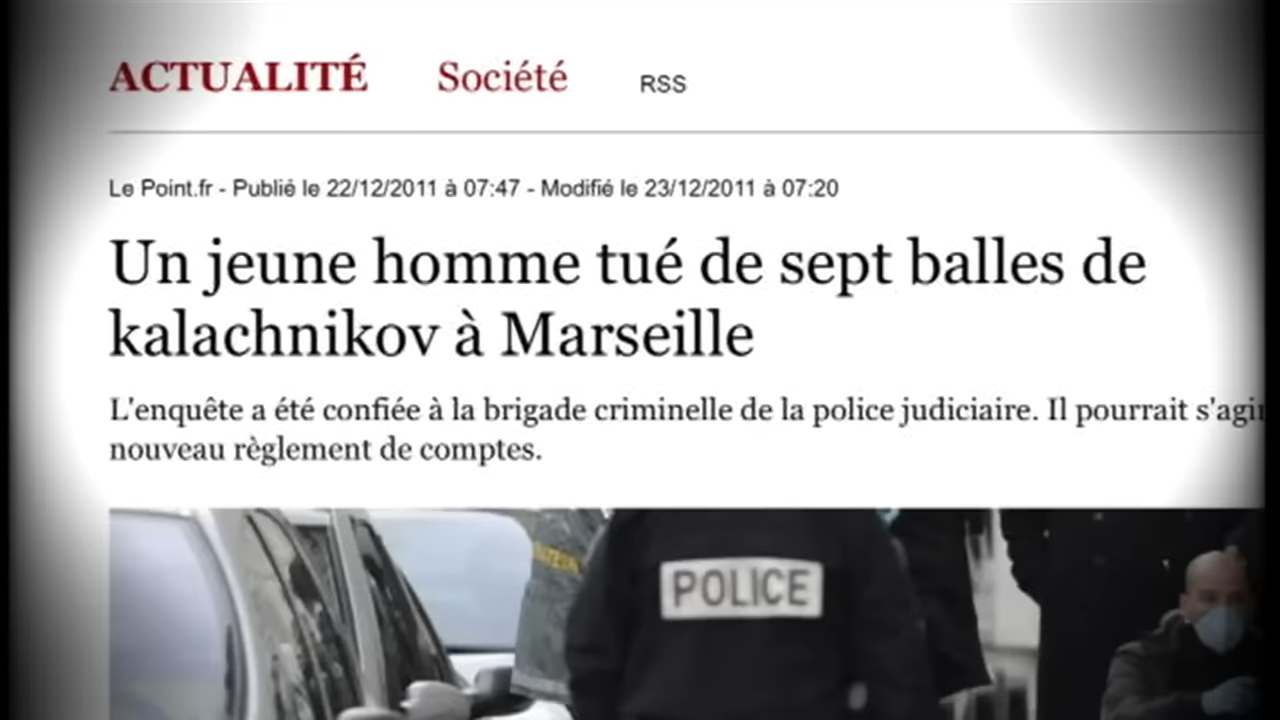 ACTUALITÉ Société RSS
Le Point.fr - Publié le 22/12/2011 à 07:47 - Modifié le 23/12/2011 à 07:20
Un jeune homme tué de sept balles de
kalachnikov à Marseille
L'enquête a été confiée à la brigade criminelle de la police judiciaire. Il pourrait s'agir
nouveau règlement de comptes.
POLICE